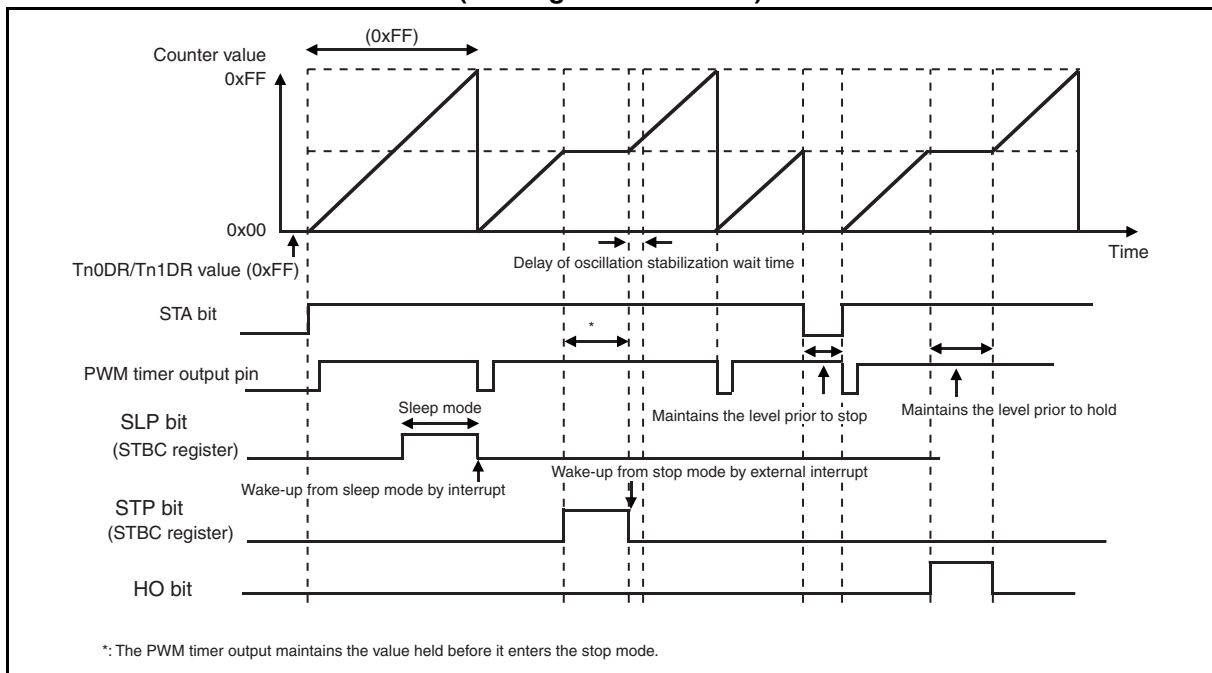 (0xFF)
Counter value
0xFF
0x00
Time
Delay of oscillation stabilization wait time
Tn0DR/Tn1DR value (0xFF)
STA bit
*
PWM timer output pin
Maintains the level prior to stop
Maintains the level prior to hold
Sleep mode
SLP bit
(STBC register)
Wake-up from sleep mode by interrupt
Wake-up from stop mode by external interrupt
STP bit
(STBC register)
HO bit
*: The PWM timer output maintains the value held before it enters the stop mode.